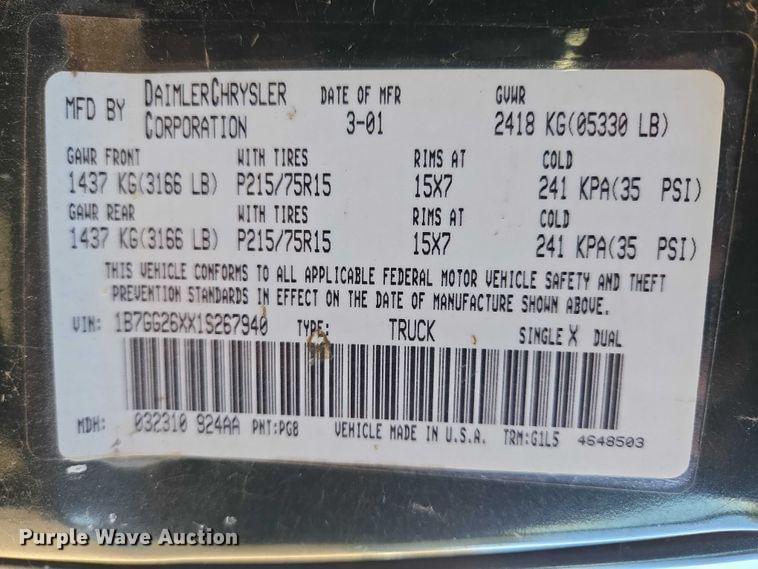 MFD BY DAIMLERCHRYSLER CORPORATION DATE OF MFR 3-01 GVWR 2418 KG(05330 LB)
GAWR FRONT WITH TIRES RIMS AT COLD
1437 KG(3166 LB) P215/75R15 15X7 241 KPA(35 PSI)
GAWR REAR WITH TIRES RIMS AT COLD
1437 KG(3166 LB) P215/75R15 15X7 241 KPA(35 PSI)
THIS VEHICLE CONFORMS TO ALL APPLICABLE FEDERAL MOTOR VEHICLE SAFETY AND THEFT
PREVENTION STANDARDS IN EFFECT ON THE DATE OF MANUFACTURE SHOWN ABOVE.
VIN: 1B7GG26XX1S267940 TYPE: TRUCK SINGLE X DUAL
MDH: 032310 924AA PNT:PG8 VEHICLE MADE IN U.S.A. TRM:G1L5 4648503
Purple Wave Auction